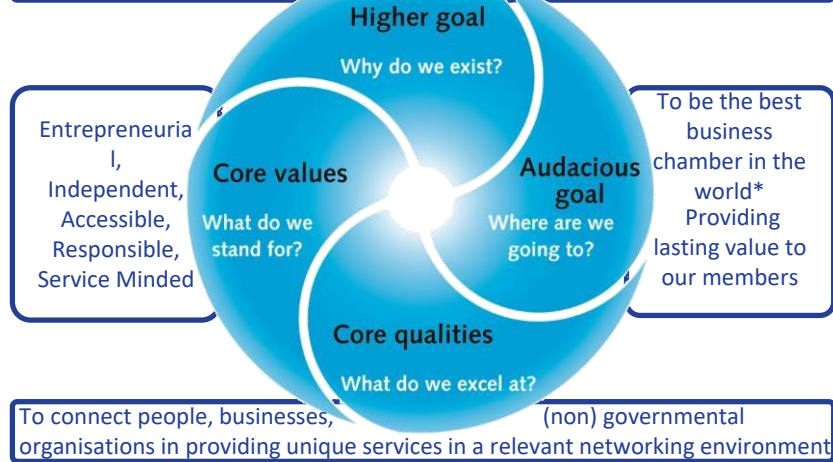 Higher goal
Why do we exist?
Entrepreneuria
l,
Independent,
Accessible,
Responsible,
Service Minded
Core values
What do we
stand for?
Audacious
goal
Where are we
going to?
To be the best
business
chamber in the
world*
Providing
lasting value to
our members
Core qualities
What do we excel at?
To connect people, businesses, (non) governmental
organisations in providing unique services in a relevant networking environment